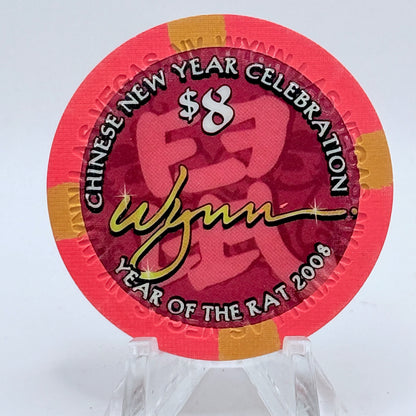 CHINESE NEW YEAR CELEBRATION
$8
鼠
Wynn
YEAR OF THE RAT 2008